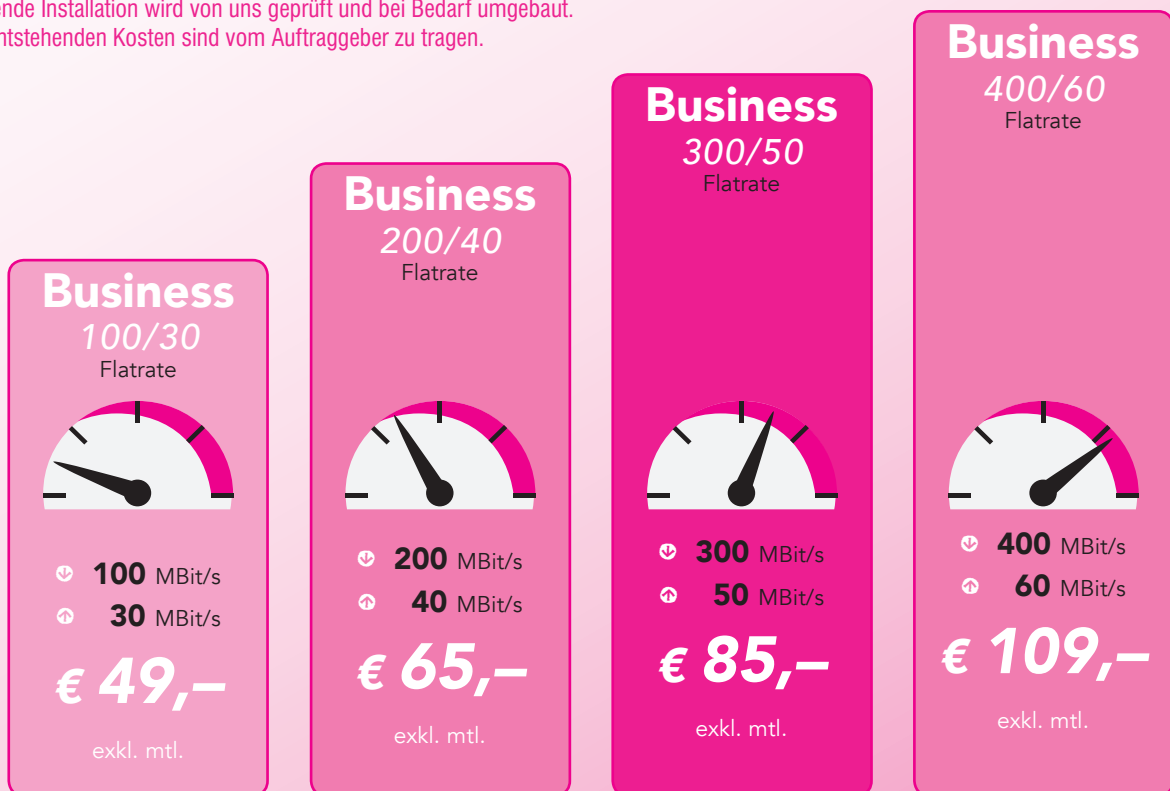 ende Installation wird von uns geprüft und bei Bedarf umgebaut.
ntstehenden Kosten sind vom Auftraggeber zu tragen.
Business
100/30
Flatrate
100 MBit/s
30 MBit/s
€ 49,–
exkl. mtl.
Business
200/40
Flatrate
200 MBit/s
40 MBit/s
€ 65,–
exkl. mtl.
Business
300/50
Flatrate
300 MBit/s
50 MBit/s
€ 85,–
exkl. mtl.
Business
400/60
Flatrate
400 MBit/s
60 MBit/s
€ 109,–
exkl. mtl.